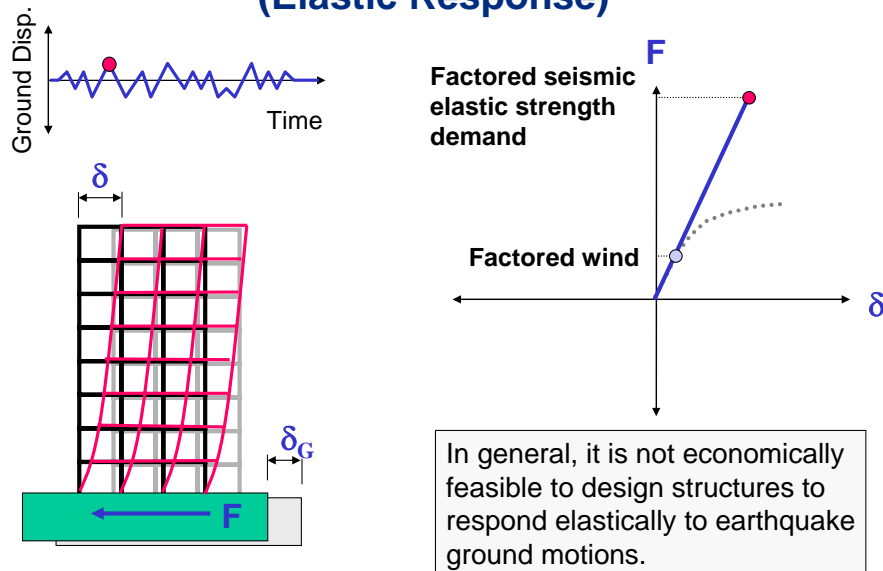 (Elastic Response)
Ground Disp.
Time
δ
δG
F
F
Factored seismic
elastic strength
demand
Factored wind
δ
In general, it is not economically
feasible to design structures to
respond elastically to earthquake
ground motions.